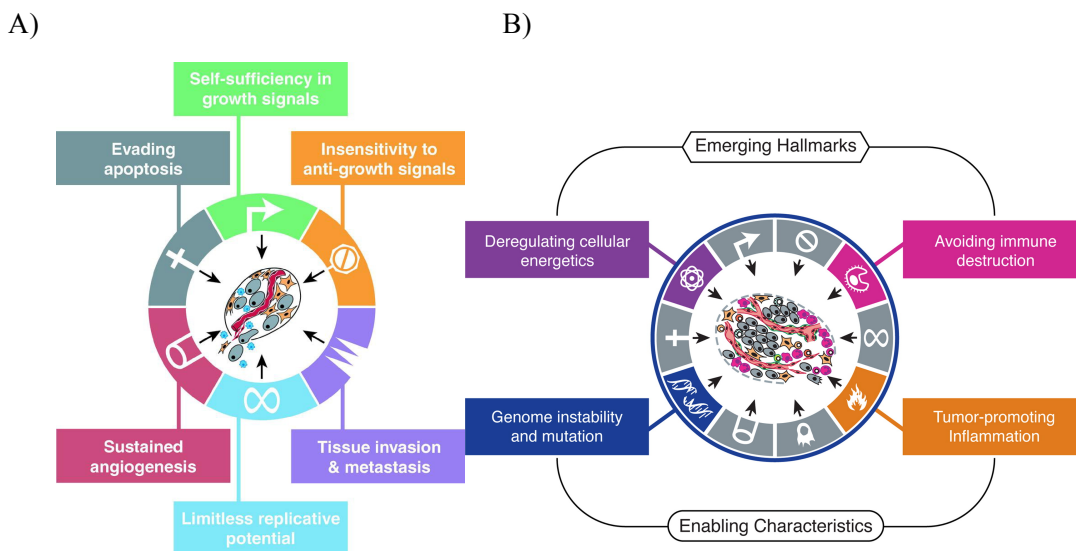 A)
B)
Self-sufficiency in
growth signals
Evading
apoptosis
Insensitivity to
anti-growth signals
Sustained
angiogenesis
Tissue invasion
& metastasis
Limitless replicative
potential
Emerging Hallmarks
Deregulating cellular
energetics
Avoiding immune
destruction
Genome instability
and mutation
Tumor-promoting
Inflammation
Enabling Characteristics